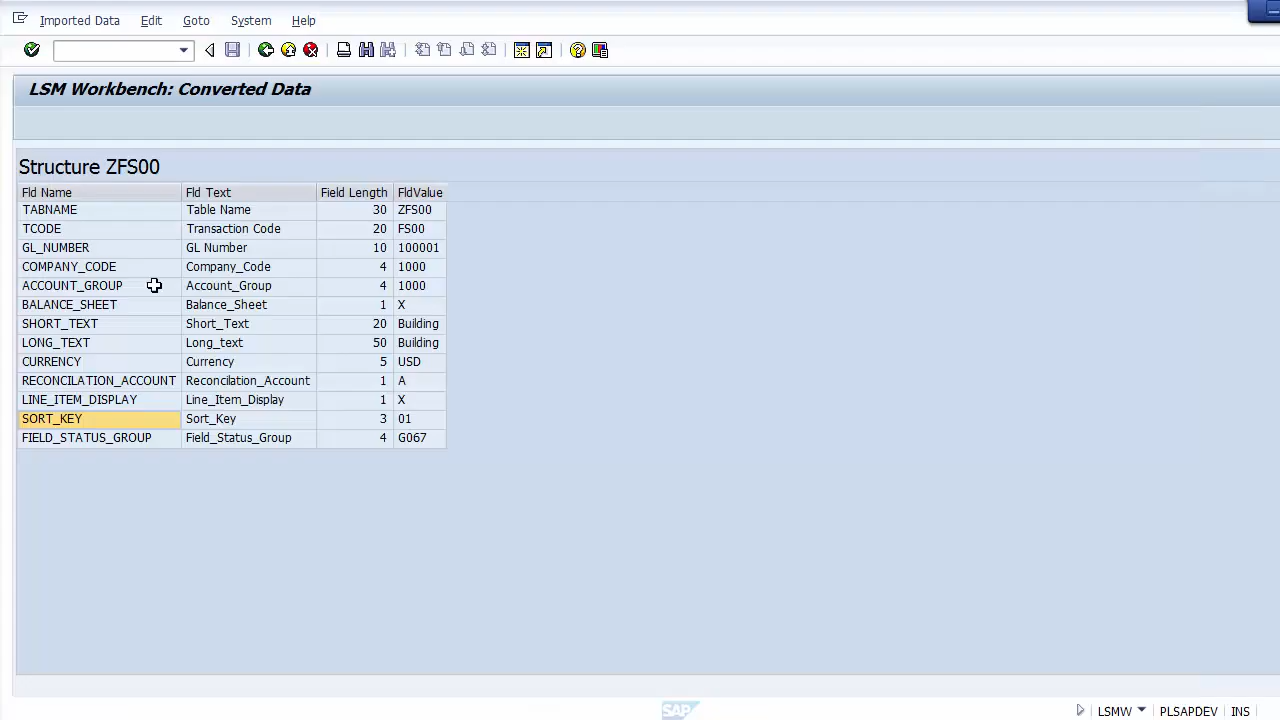 Imported Data Edit Goto System Help
LSM Workbench: Converted Data
Structure ZFS00
Fld Name Fld Text Field Length FldValue
TABNAME Table Name 30 ZFS00
TCODE Transaction Code 20 FS00
GL_NUMBER GL Number 10 100001
COMPANY_CODE Company_Code 4 1000
ACCOUNT_GROUP Account_Group 4 1000
BALANCE_SHEET Balance_Sheet 1 X
SHORT_TEXT Short_Text 20 Building
LONG_TEXT Long_text 50 Building
CURRENCY Currency 5 USD
RECONCILATION_ACCOUNT Reconcilation_Account 1 A
LINE_ITEM_DISPLAY Line_Item_Display 1 X
SORT_KEY Sort_Key 3 01
FIELD_STATUS_GROUP Field_Status_Group 4 G067
SAP LSMW PLSAPDEV INS